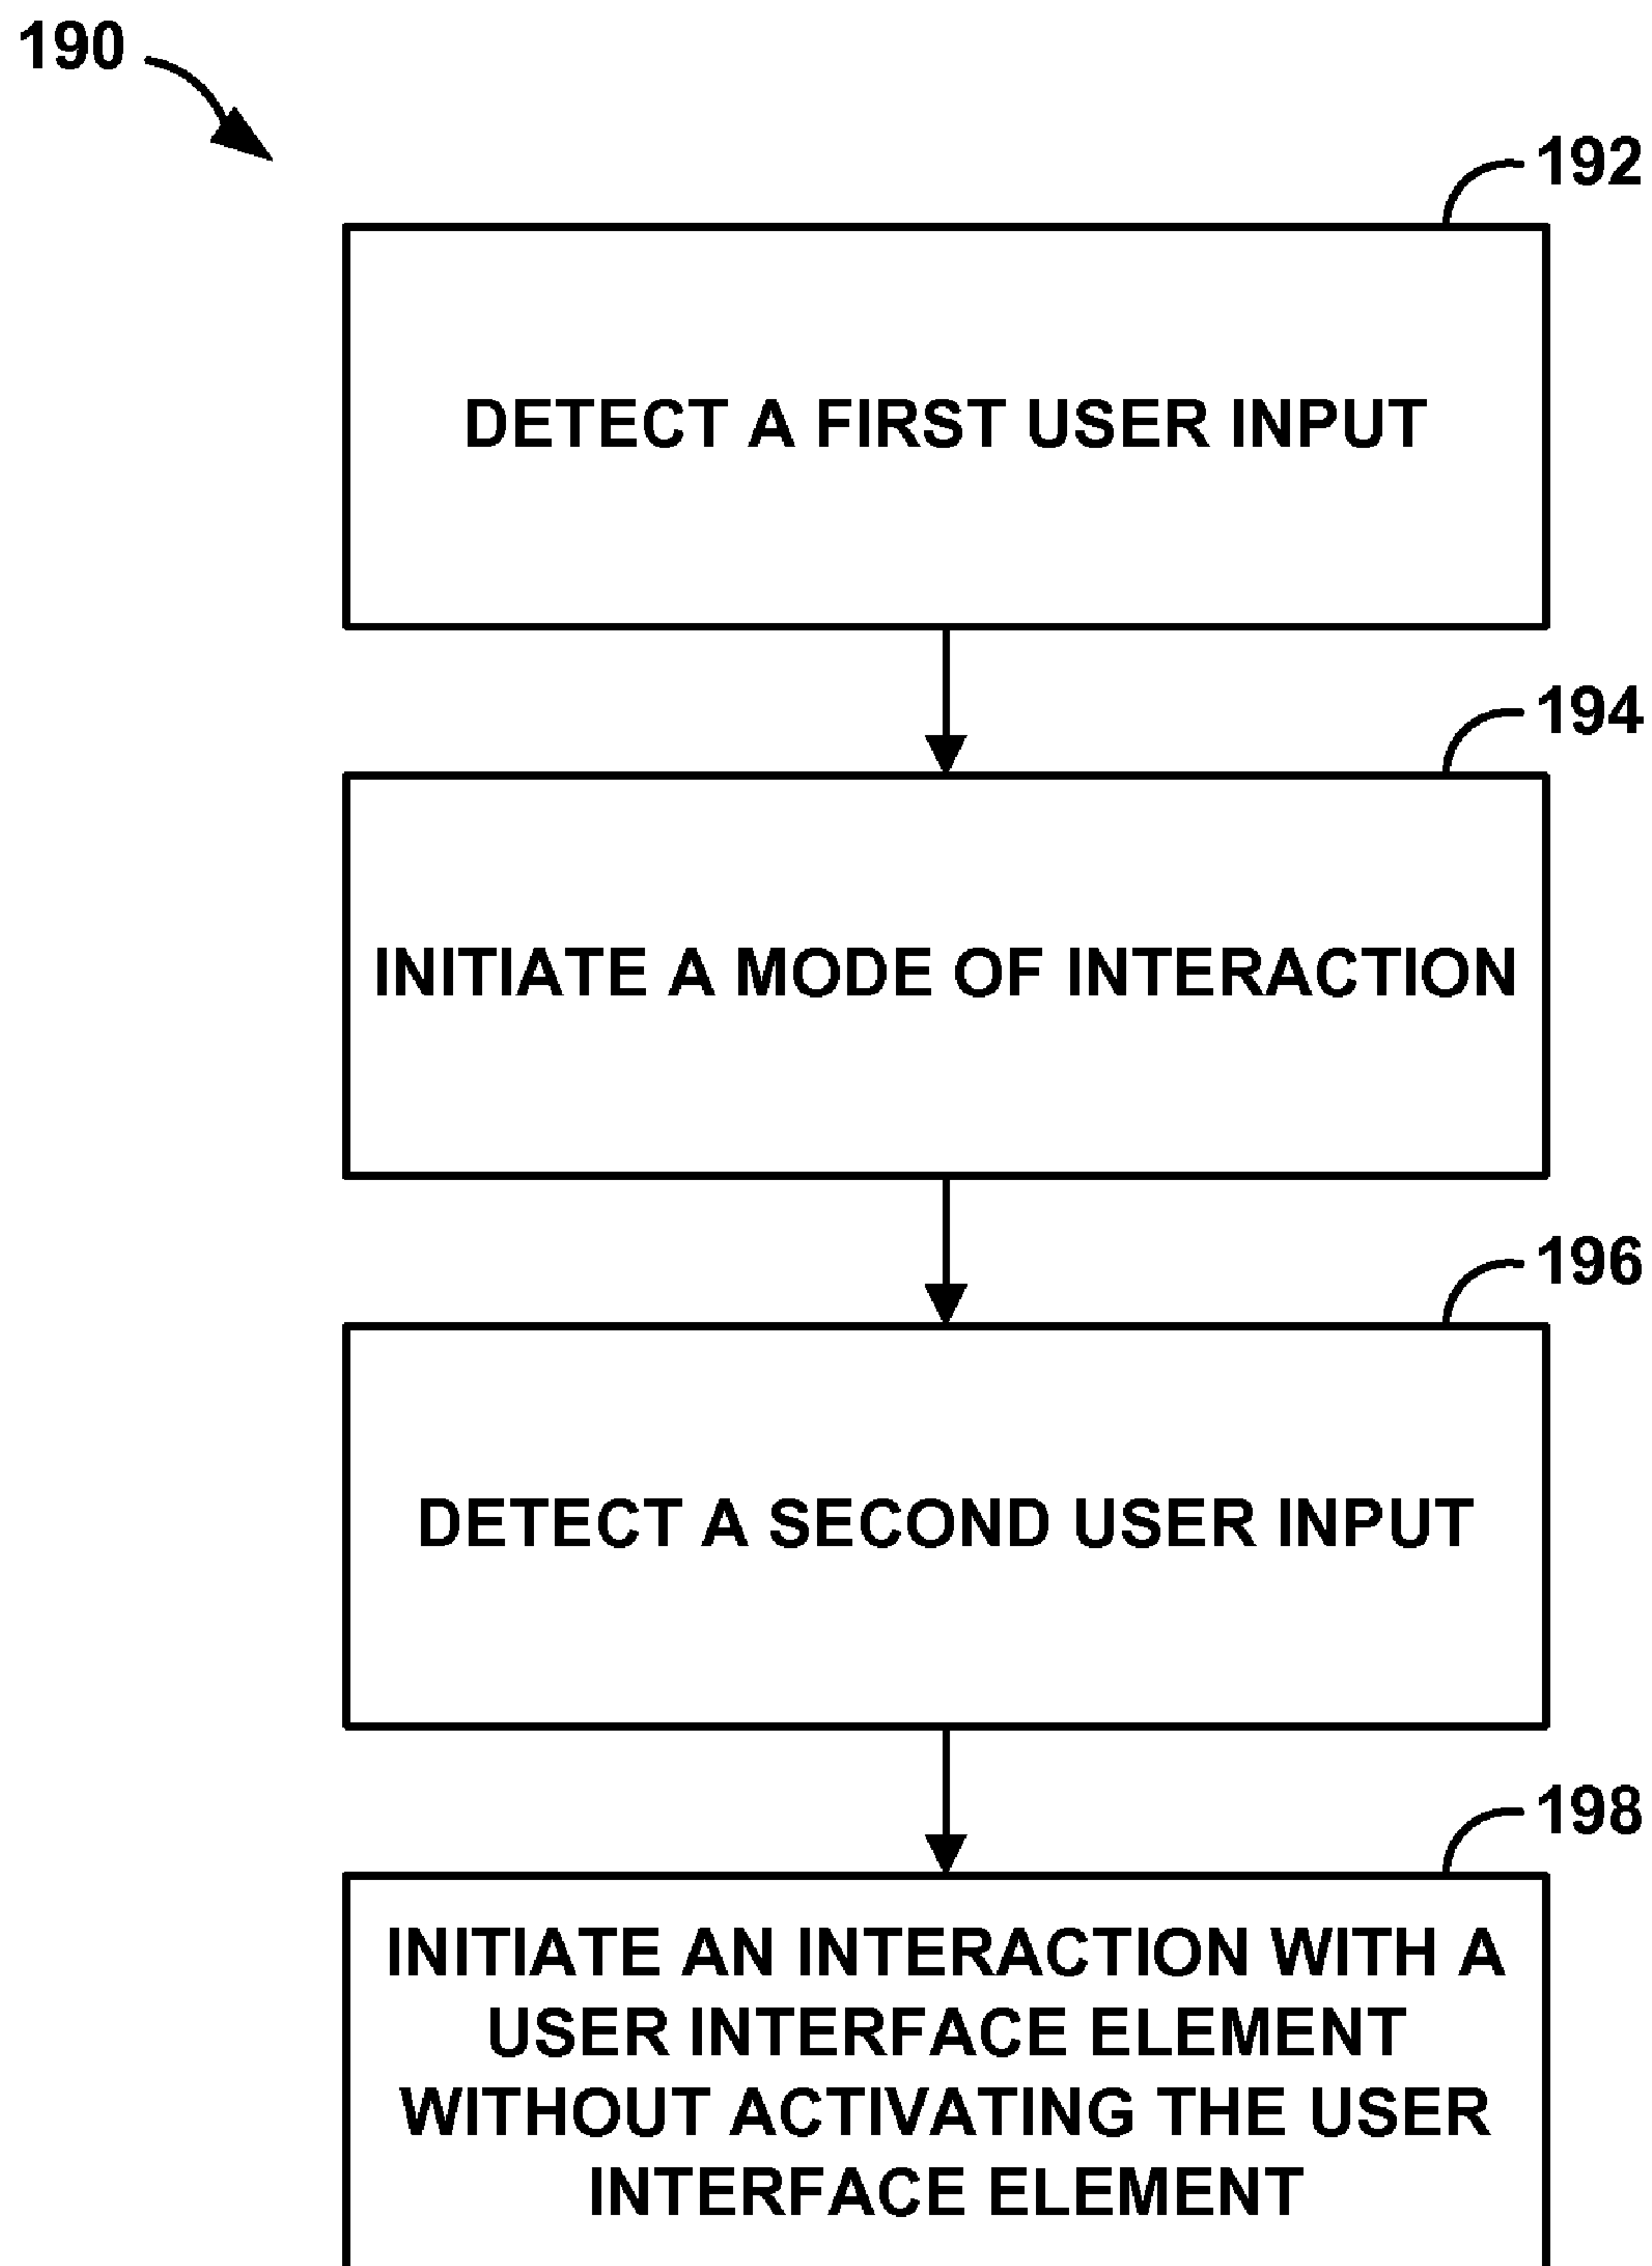 190
192
DETECT A FIRST USER INPUT
194
INITIATE A MODE OF INTERACTION
196
DETECT A SECOND USER INPUT
198
INITIATE AN INTERACTION WITH A
USER INTERFACE ELEMENT
WITHOUT ACTIVATING THE USER
INTERFACE ELEMENT